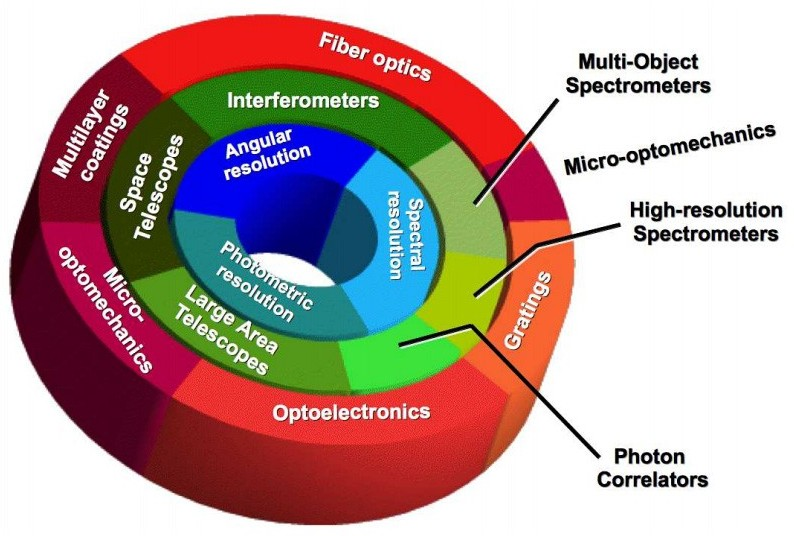 Fiber optics
Multi-Object
Spectrometers
Multilayer
coatings
Interferometers
Micro-optomechanics
Angular
resolution
Space
Telescopes
Spectral
resolution
High-resolution
Spectrometers
Photometric
resolution
Micro-
optomechanics
Large Area
Telescopes
Gratings
Optoelectronics
Photon
Correlators